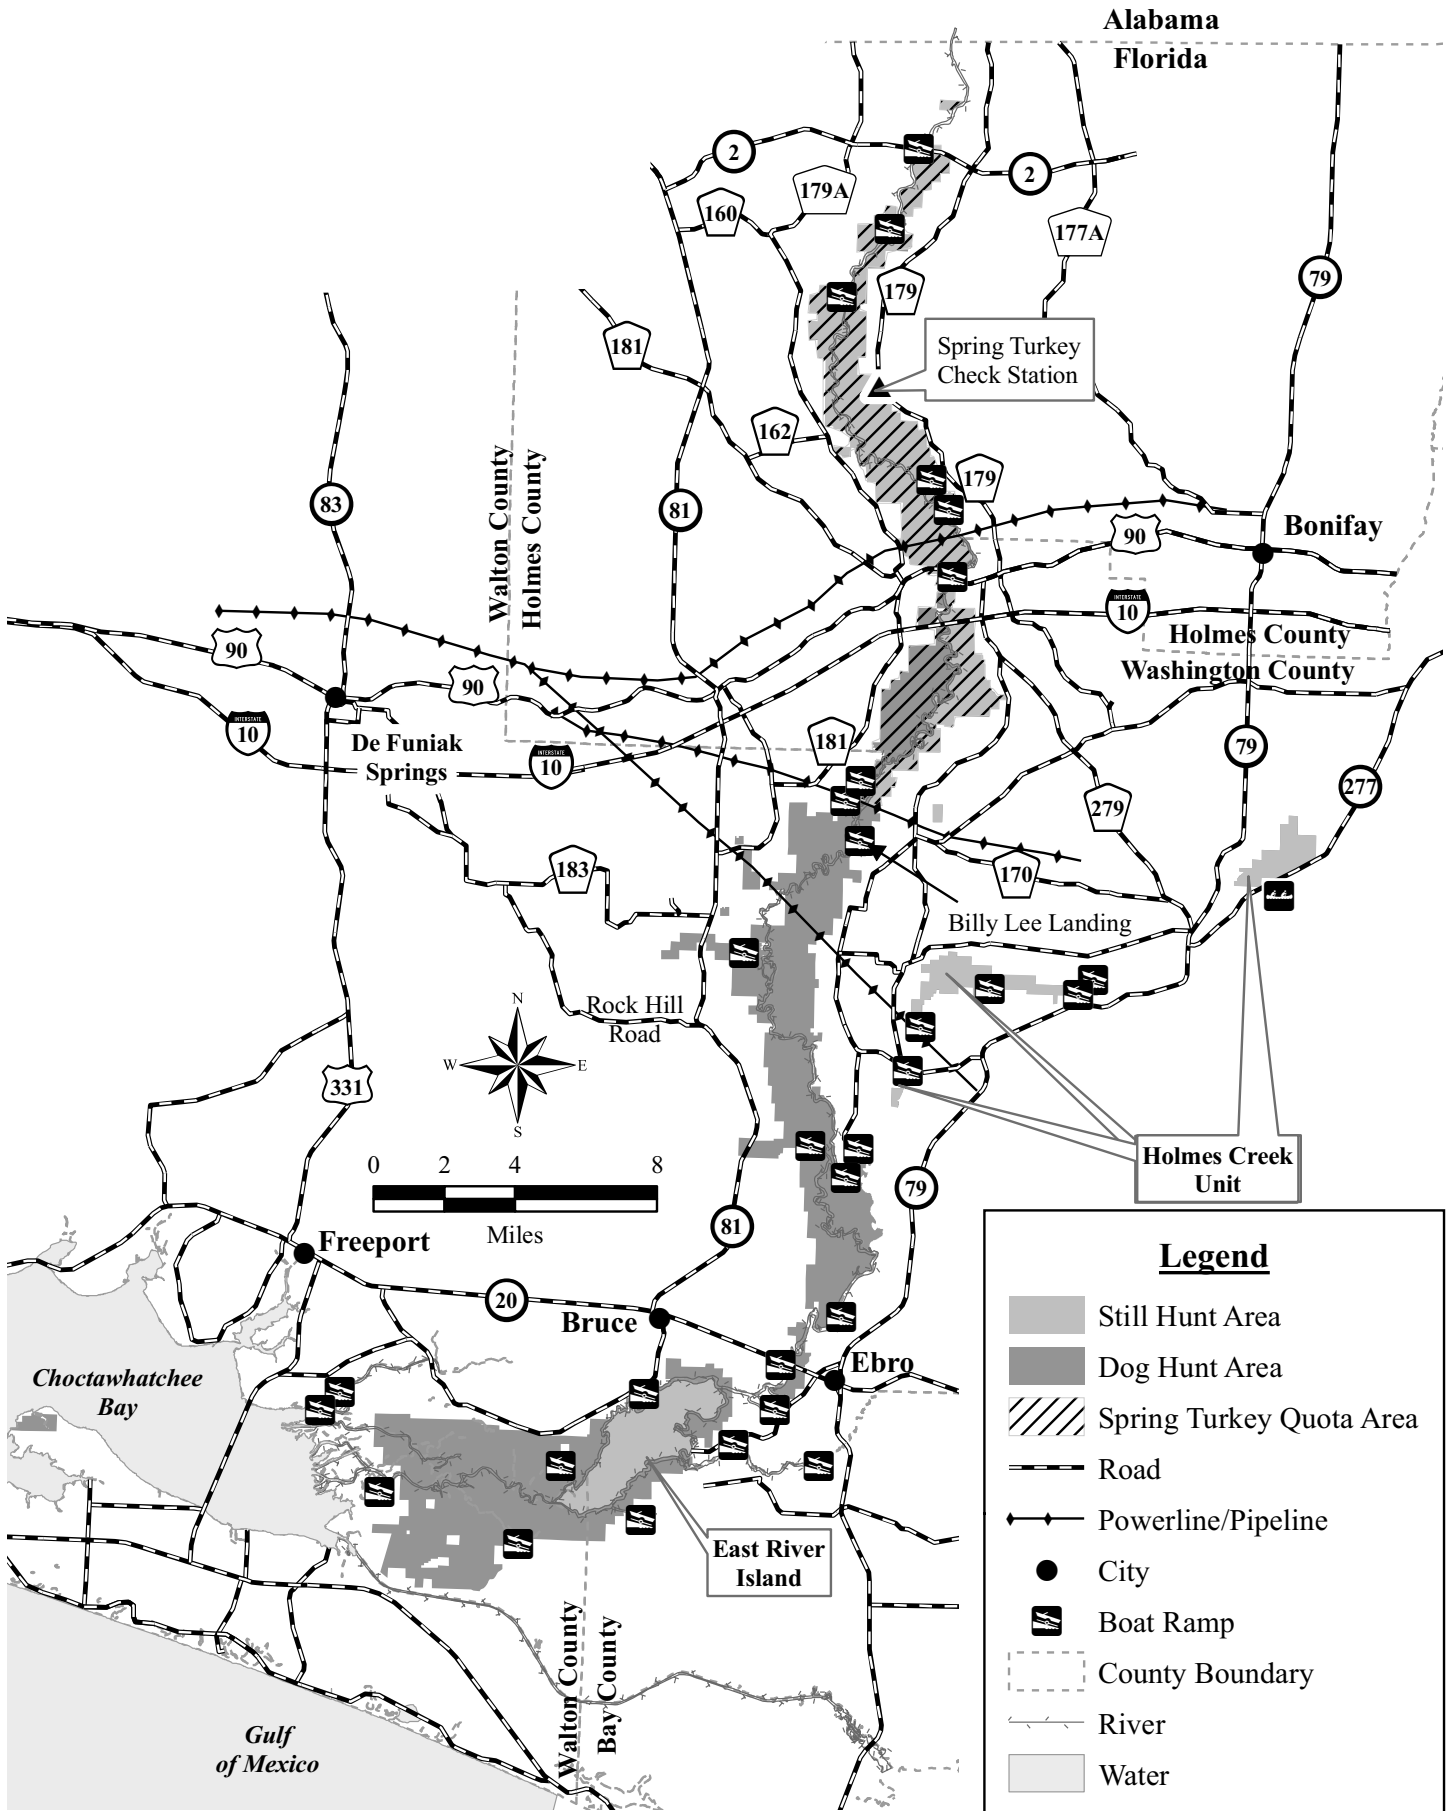 Alabama
Florida
2
2
179A
160
177A
79
179
181
Spring Turkey
Check Station
162
179
Walton County
Holmes County
83
81
90
Bonifay
INTERSTATE
10
Holmes County
Washington County
90
90
INTERSTATE
10
De Funiak
Springs
INTERSTATE
10
181
79
277
279
183
170
Billy Lee Landing
Rock Hill
Road
N
W
E
S
331
0
2
4
8
Miles
Holmes Creek
Unit
79
81
Freeport
20
Bruce
Ebro
Choctawhatchee
Bay
East River
Island
Walton County
Bay County
Gulf
of Mexico
Legend
Still Hunt Area
Dog Hunt Area
Spring Turkey Quota Area
Road
Powerline/Pipeline
City
Boat Ramp
County Boundary
River
Water